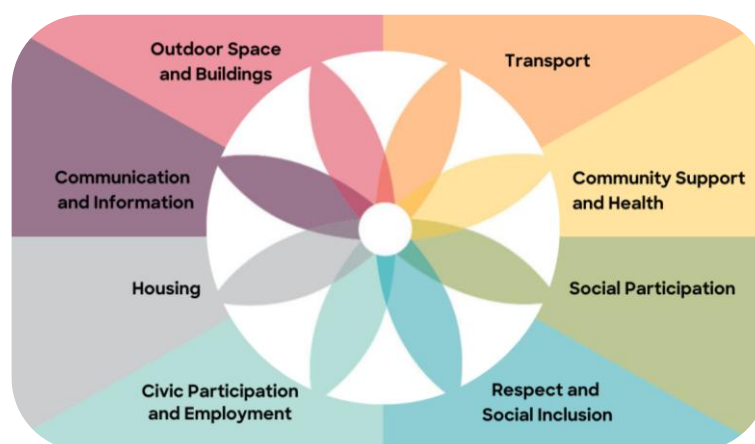 Outdoor Space
and Buildings
Transport
Communication
and Information
Community Support
and Health
Housing
Social Participation
Civic Participation
and Employment
Respect and
Social Inclusion